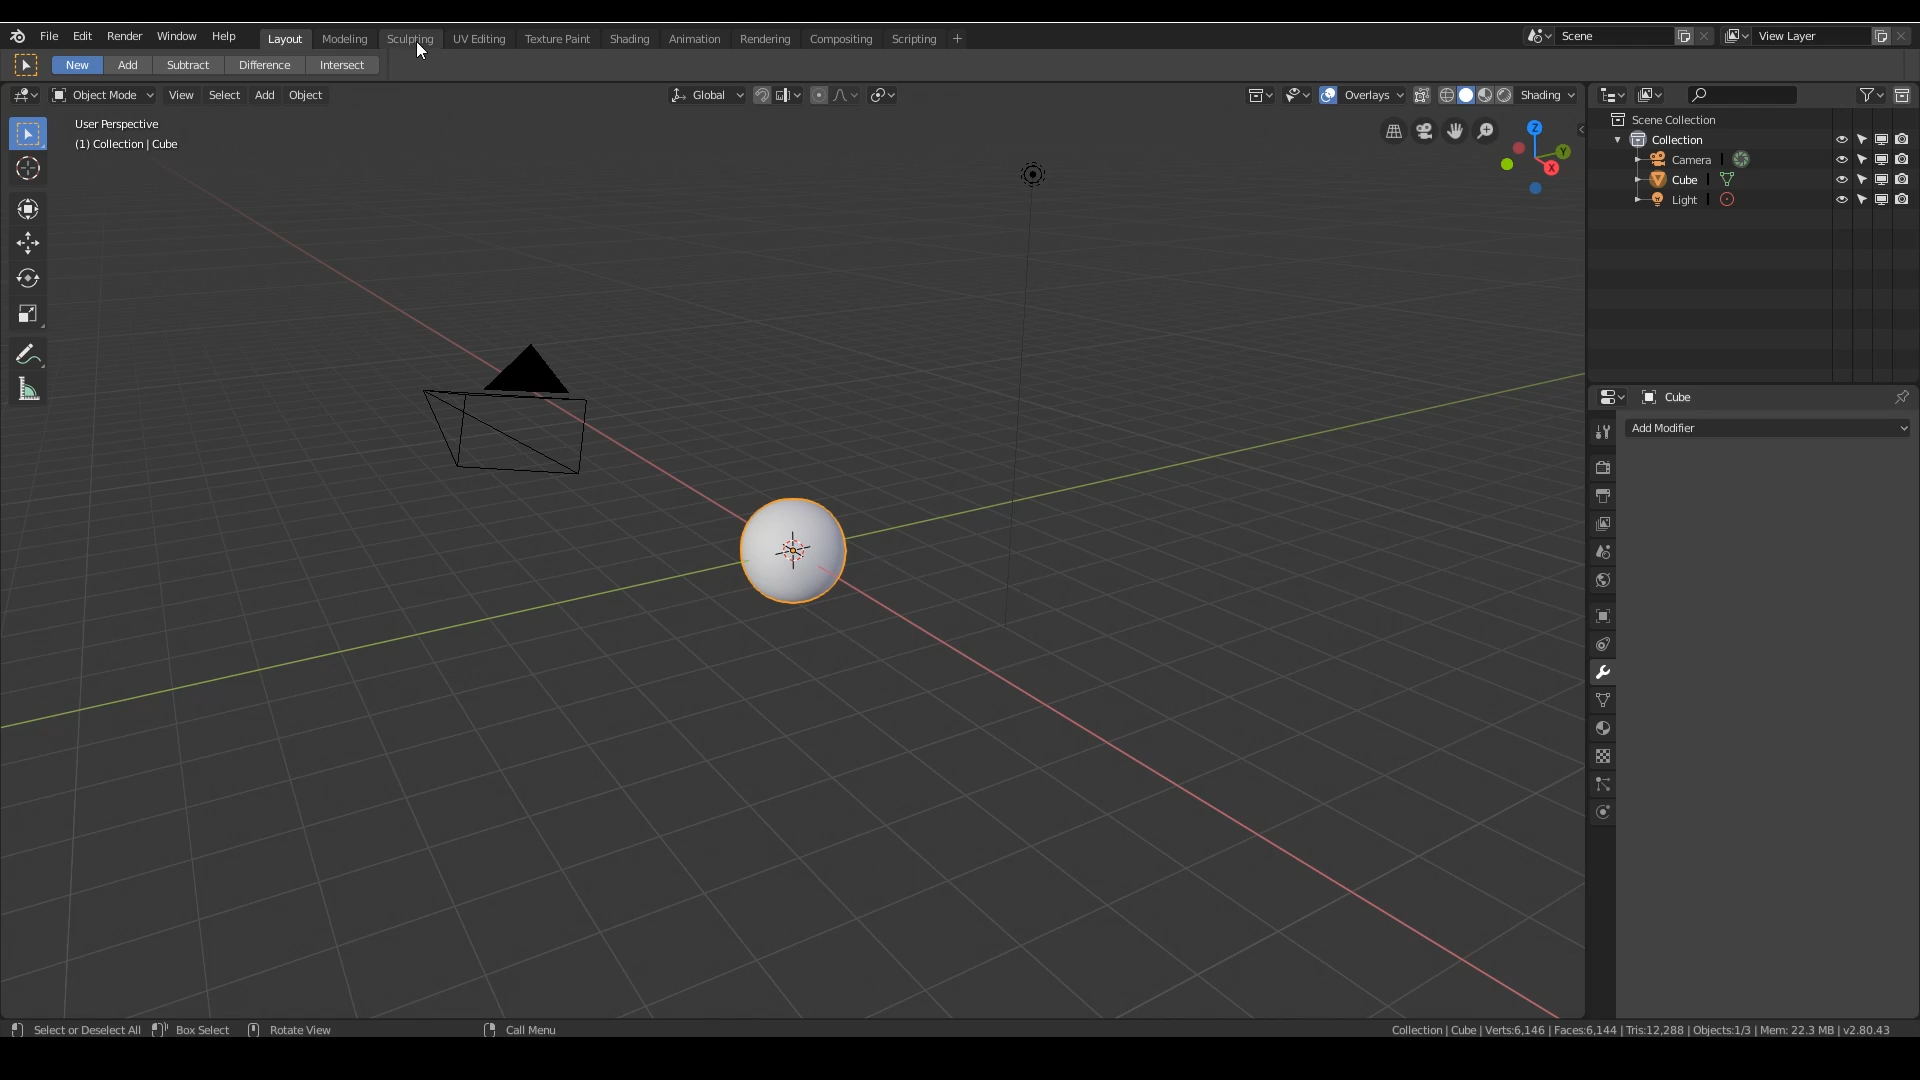 File Edit Render Window Help Layout Modeling Sculpting UV Editing Texture Paint Shading Animation Rendering Compositing Scripting + Scene View Layer
New Add Subtract Difference Intersect
Object Mode View Select Add Object Global Overlays Shading
User Perspective
(1) Collection | Cube
Z
Y
X
Scene Collection
Collection
Camera
Cube
Light
Cube
Add Modifier
Select or Deselect All Box Select Rotate View Call Menu Collection | Cube | Verts:6,146 | Faces:6,144 | Tris:12,288 | Objects:1/3 | Mem: 22.3 MB | v2.80.43